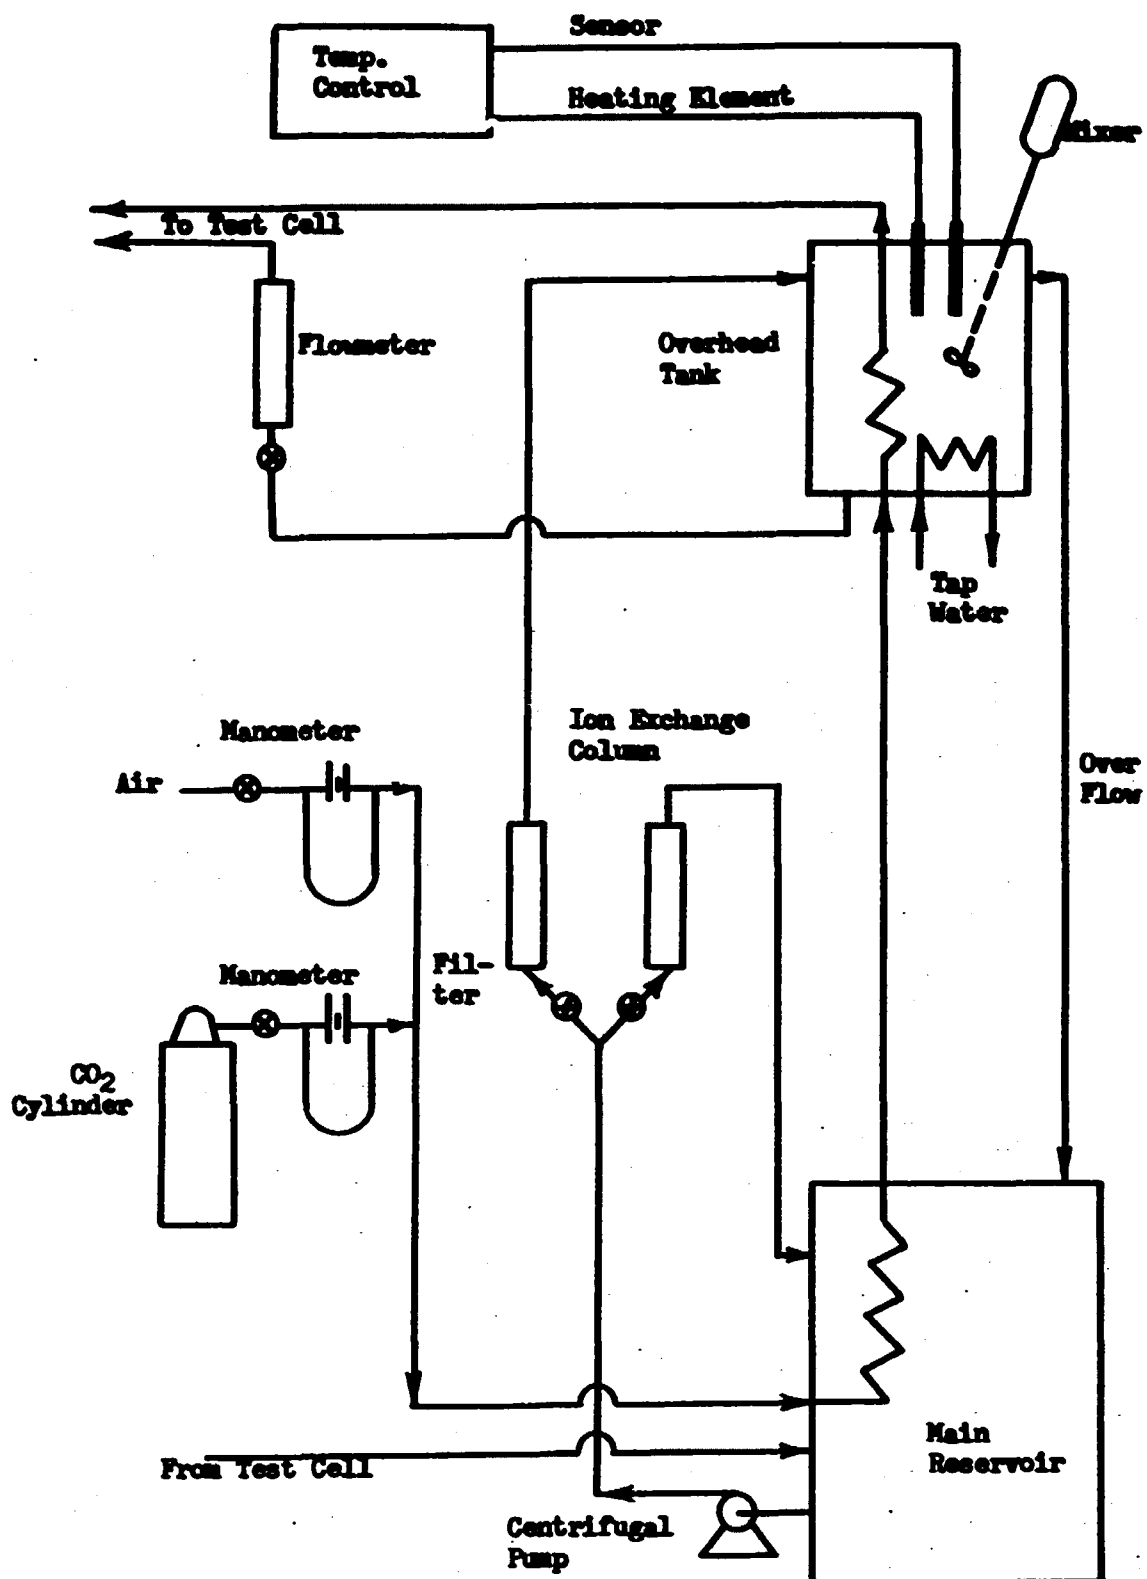 Sensor
Temp.
Control
Heating Element
Mixer
To Test Cell
Flowmeter
Overhead
Tank
Tap
Water
Ion Exchange
Column
Manometer
Air
Over
Flow
Fil-
ter
Manometer
CO2
Cylinder
Main
Reservoir
From Test Cell
Centrifugal
Pump